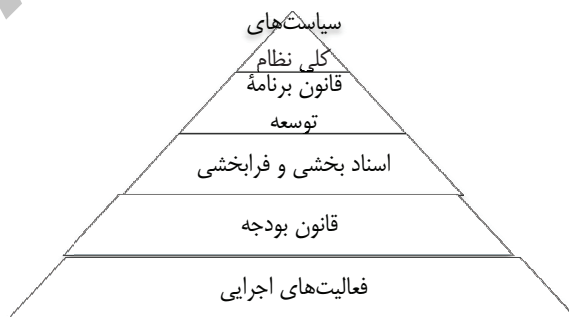 سیاست‌های
کلی نظام
قانون برنامهٔ
توسعه
اسناد بخشی و فرابخشی
قانون بودجه
فعالیت‌های اجرایی